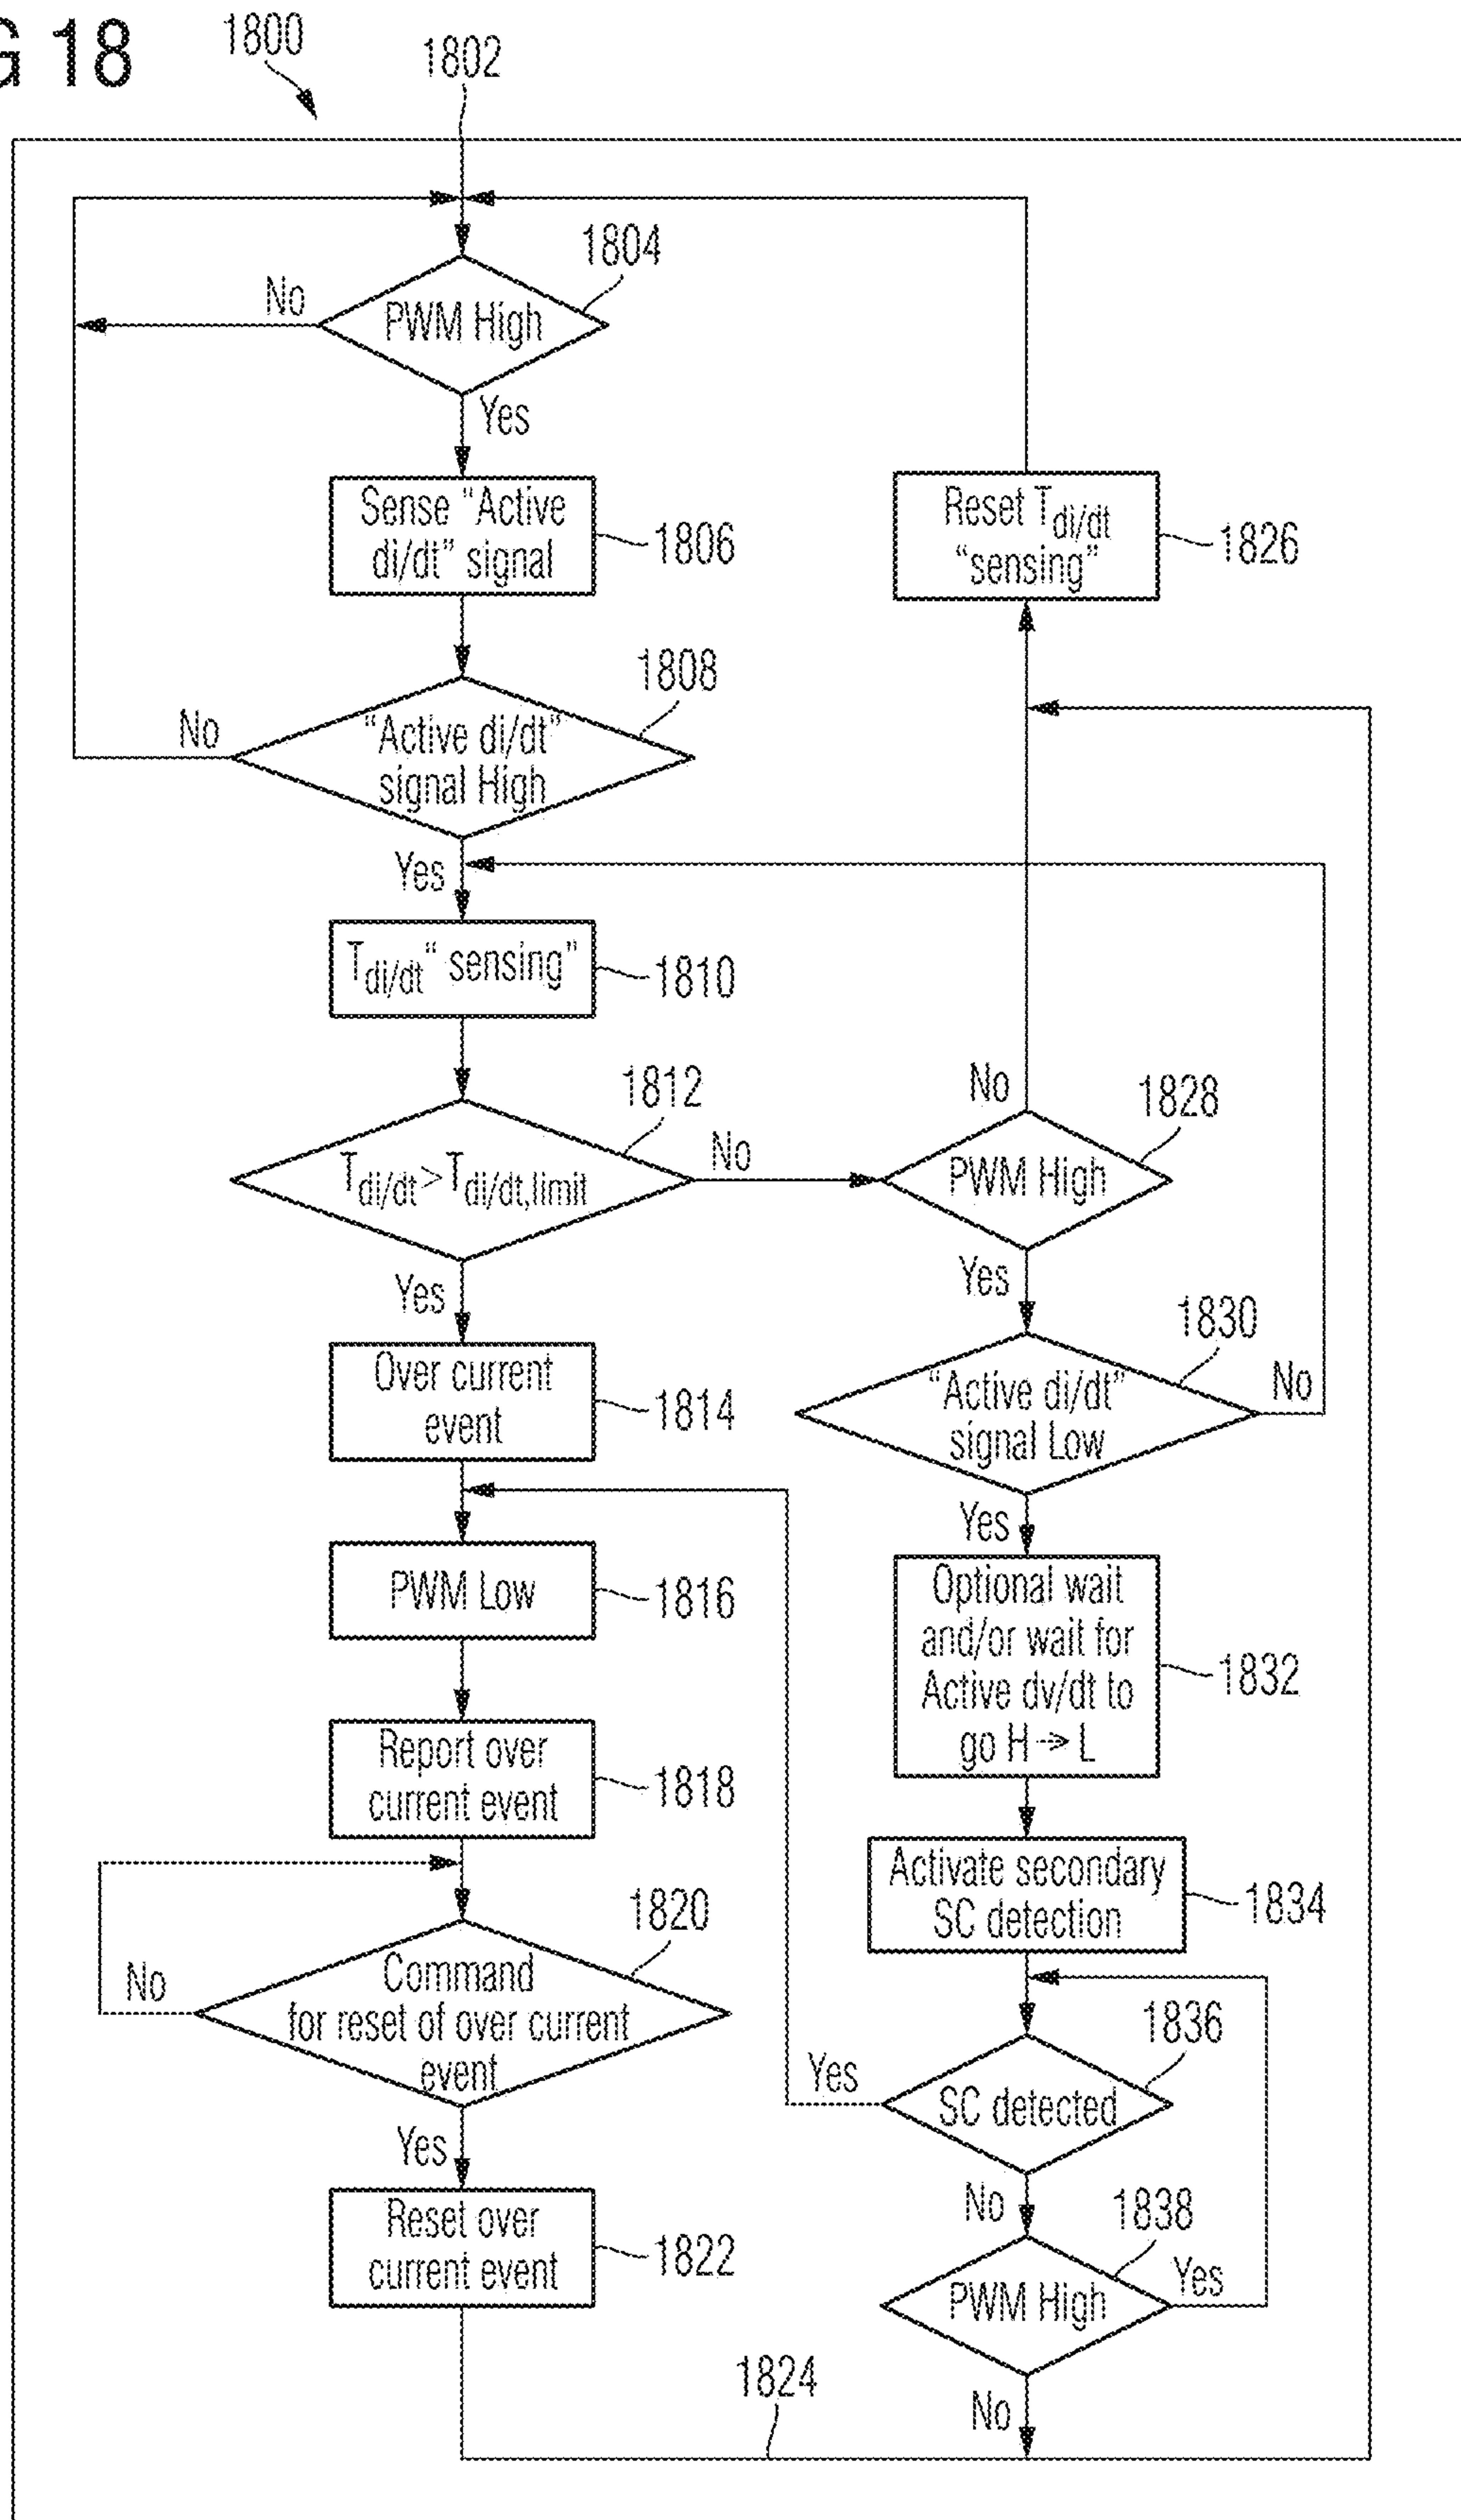 G 18
1800
1802
1804
PWM High
No
Yes
Sense “Active
di/dt” signal
1806
Reset Tdi/dt
“sensing”
1826
1808
“Active di/dt”
signal High
No
Yes
Tdi/dt“ sensing”
1810
1812
Tdi/dt>Tdi/dt,limit
No
1828
PWM High
No
Yes
Yes
Over current
event
1814
1830
“Active di/dt”
signal Low
No
Yes
PWM Low
1816
Optional wait
and/or wait for
Active dv/dt to
go H → L
1832
Report over
current event
1818
Activate secondary
SC detection
1834
1820
Command
for reset of over current
event
No
Yes
1836
SC detected
Yes
No
Reset over
current event
1822
1838
PWM High
Yes
No
1824